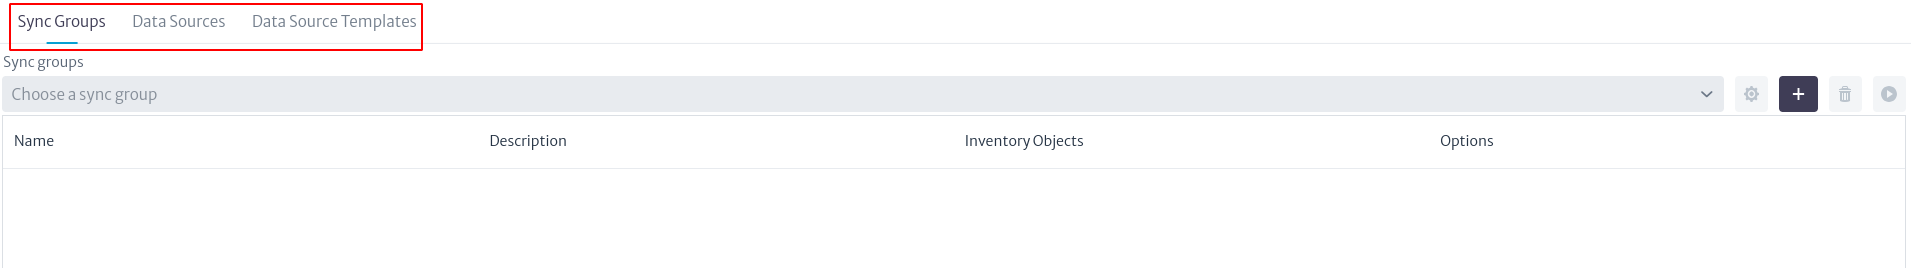 Sync Groups Data Sources Data Source Templates
Sync groups
Choose a sync group
Name Description Inventory Objects Options